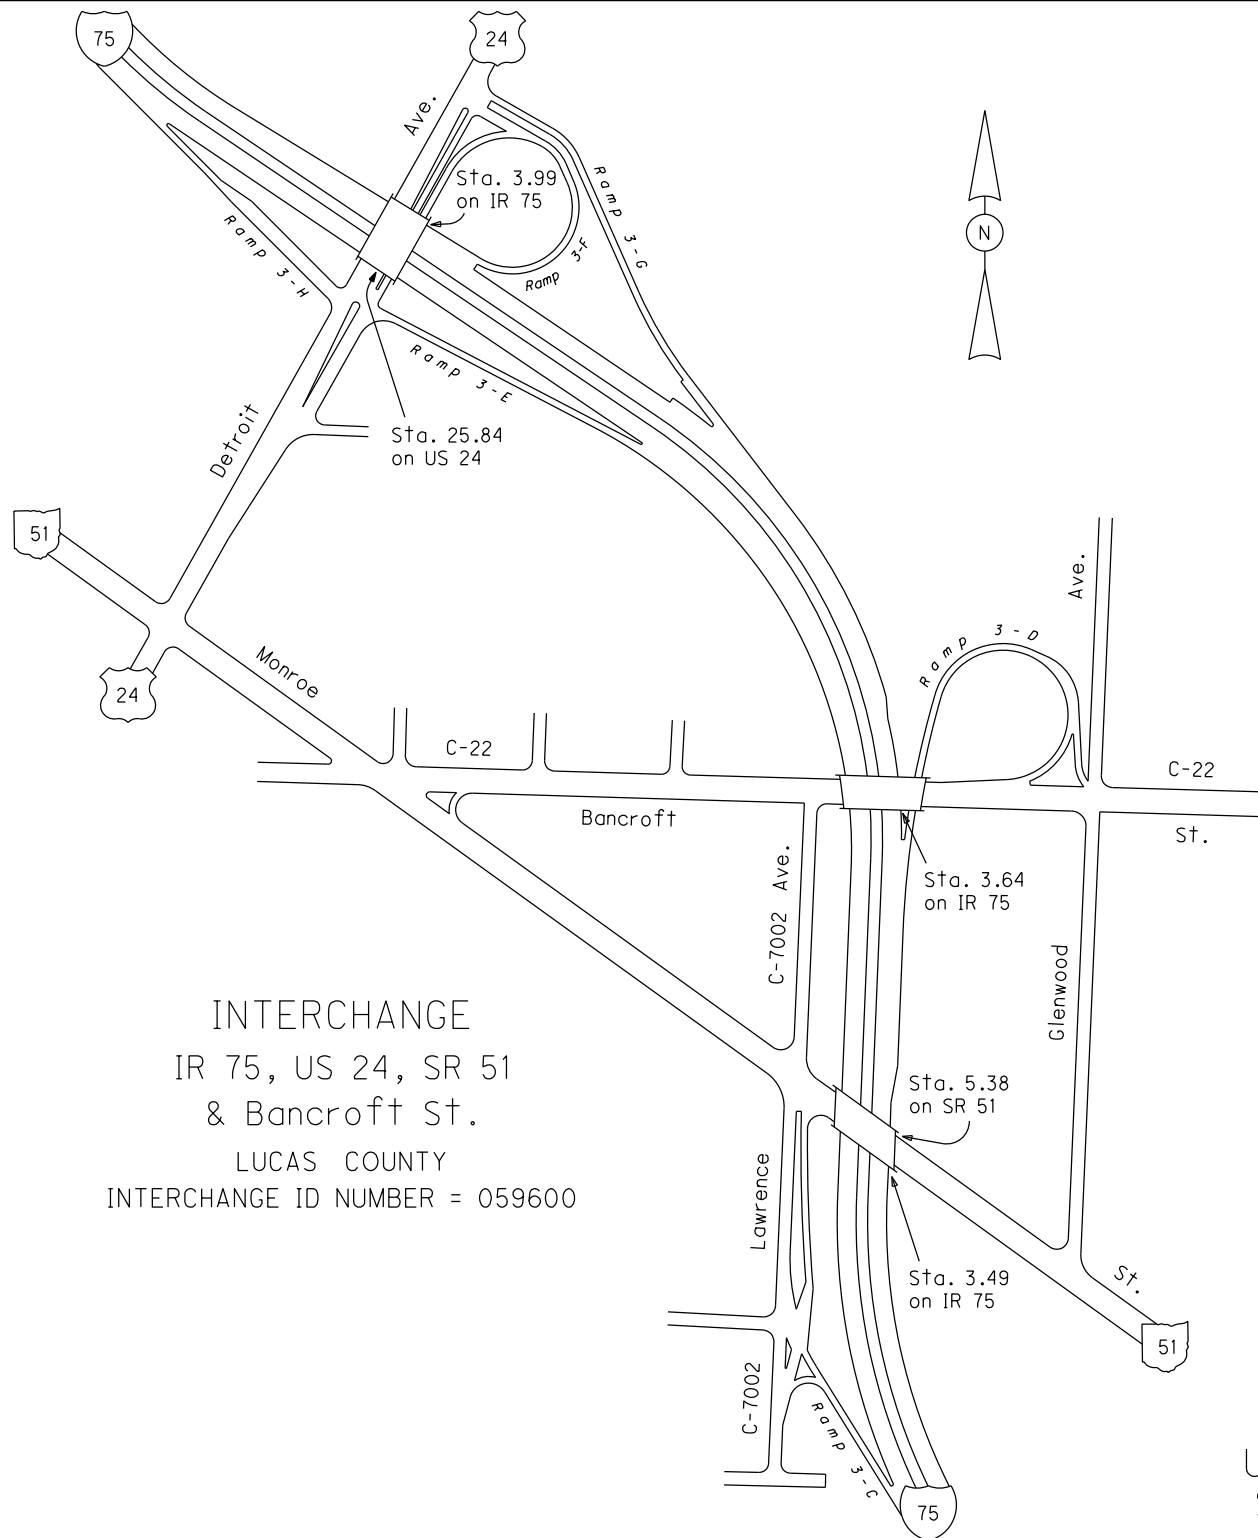 75
24
Ave.
Sta. 3.99
on IR 75
Ramp 3-G
N
Ramp 3-F
Ramp 3-H
Ramp 3-E
Sta. 25.84
on US 24
Detroit
51
Ave.
Ramp 3-D
24
Monroe
C-22
C-22
Bancroft
St.
C-7002 Ave.
Sta. 3.64
on IR 75
Glenwood
INTERCHANGE
IR 75, US 24, SR 51
& Bancroft St.
LUCAS COUNTY
INTERCHANGE ID NUMBER = 059600
Sta. 5.38
on SR 51
Lawrence
Sta. 3.49
on IR 75
St.
51
C-7002
Ramp 3-C
75